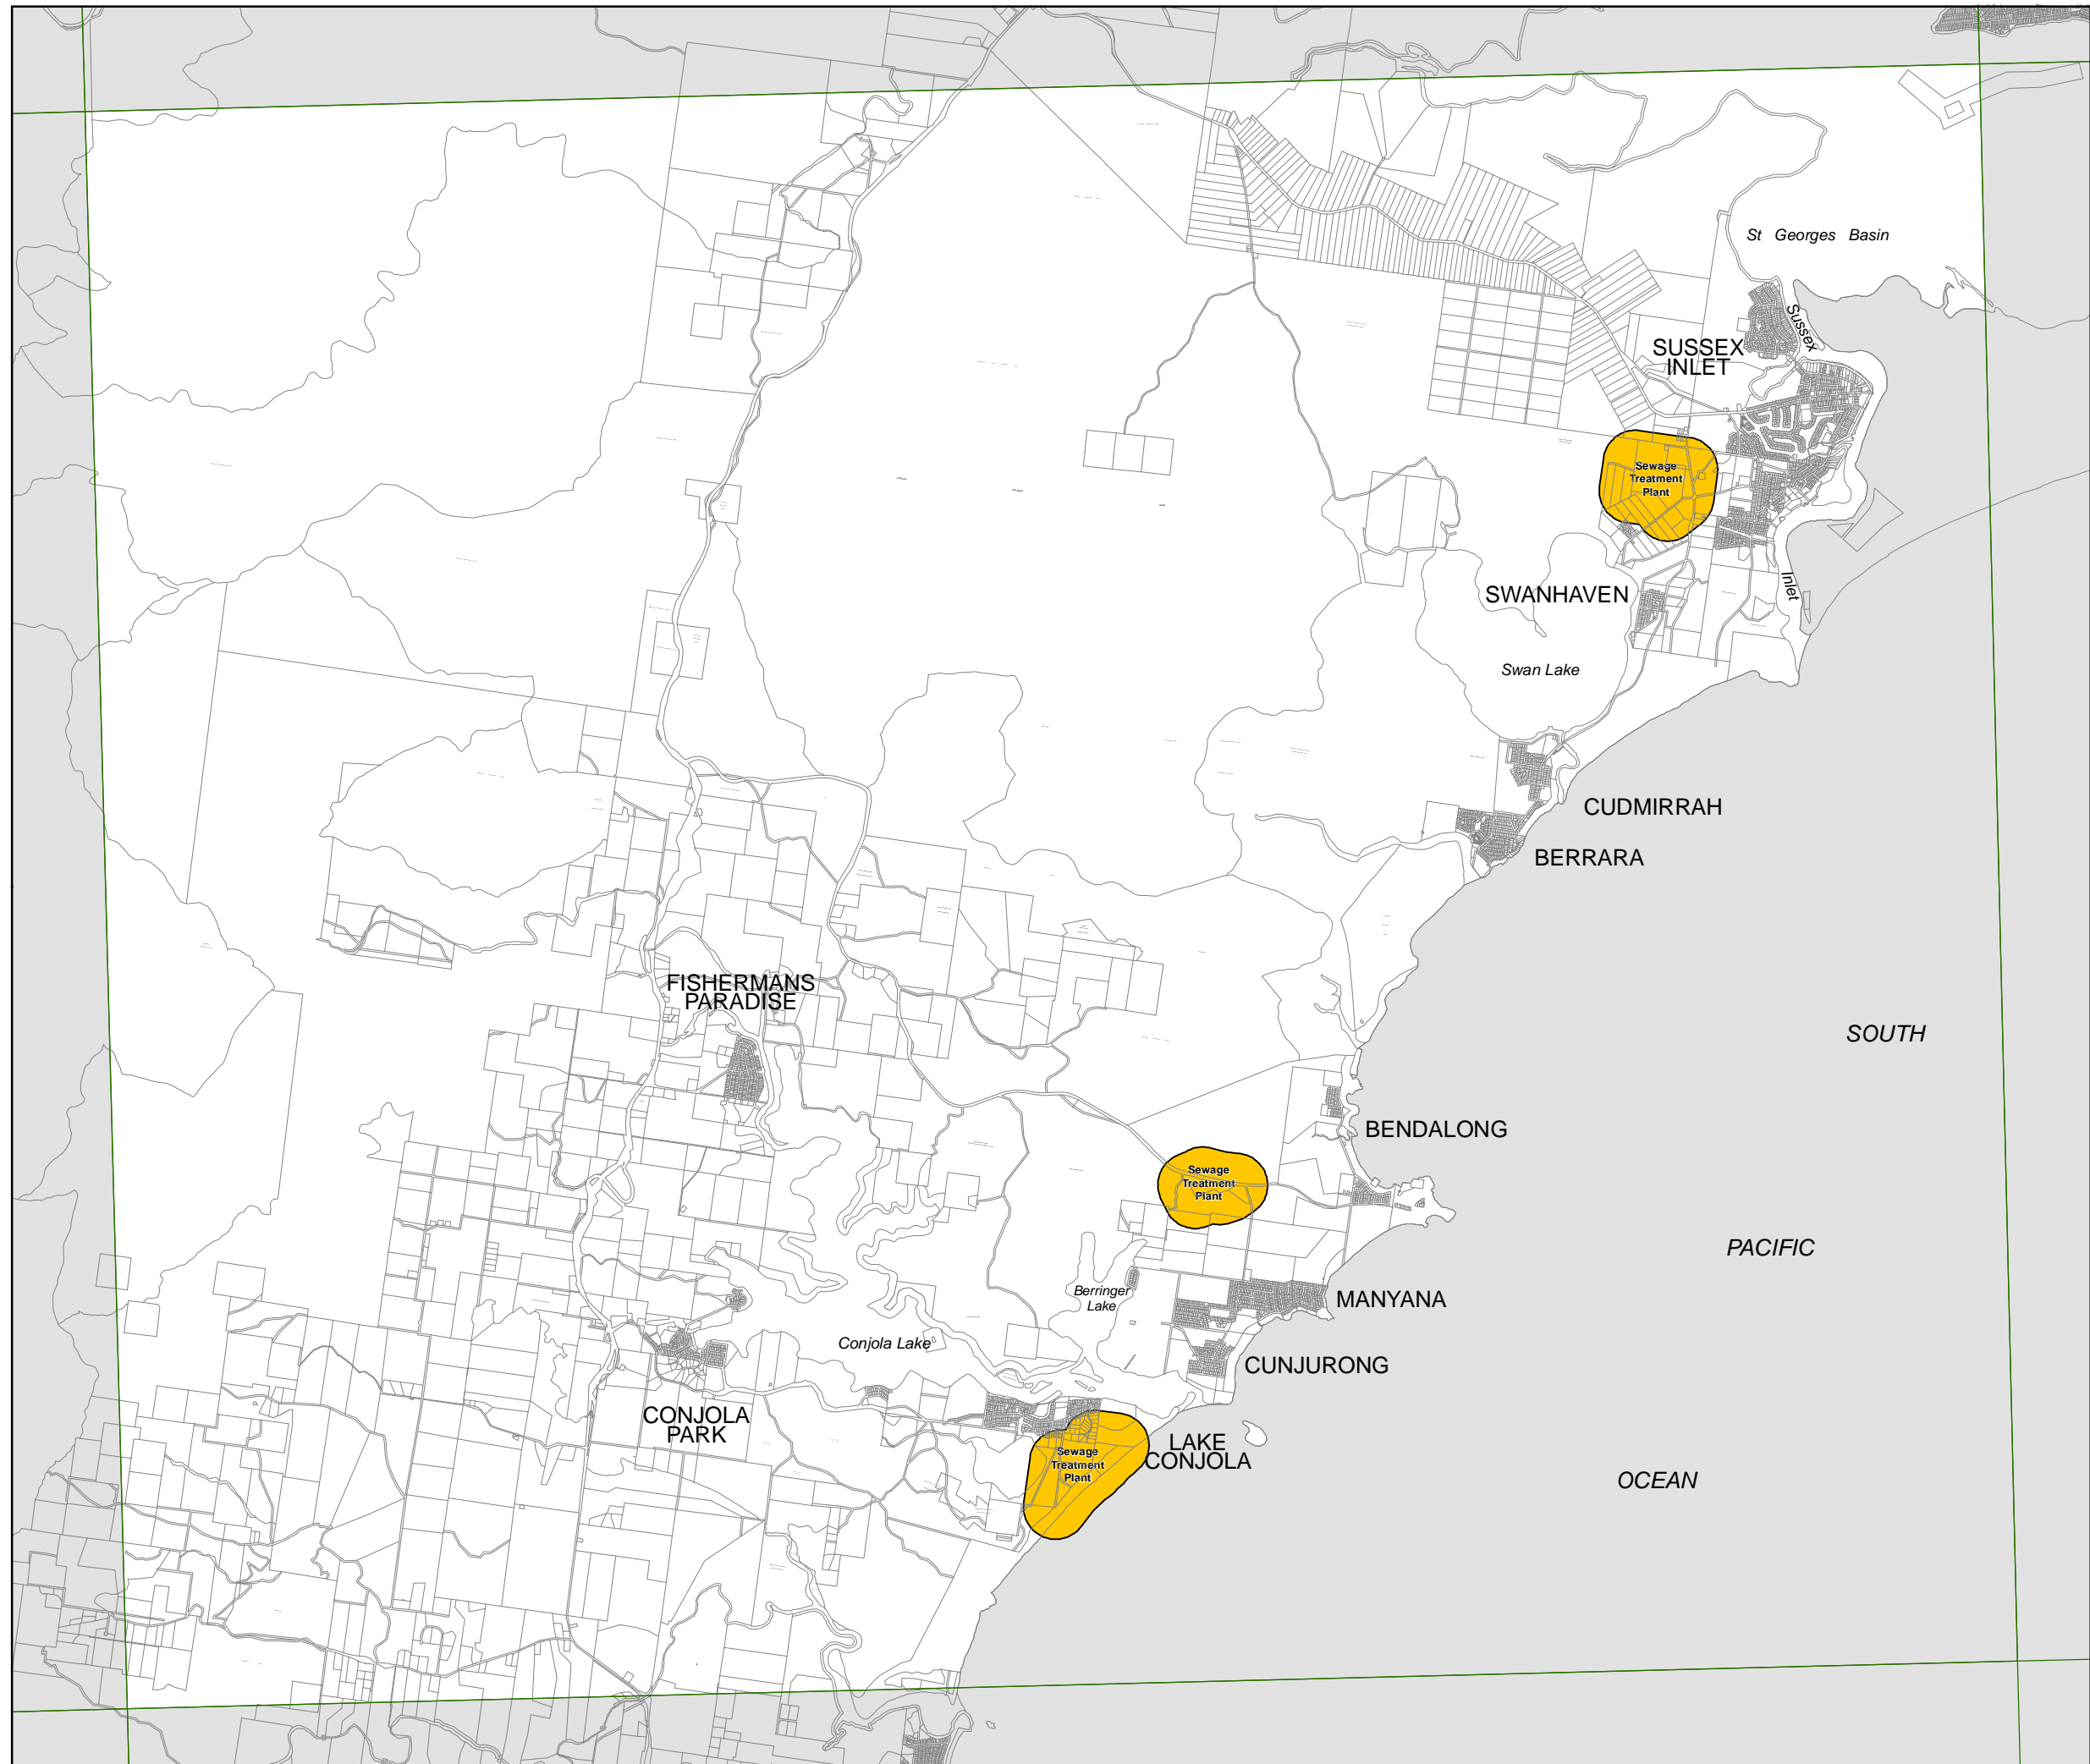 St Georges Basin
Sussex
SUSSEX
INLET
Sewage
Treatment
Plant
Inlet
SWANHAVEN
Swan Lake
CUDMIRRAH
BERRARA
FISHERMANS
PARADISE
SOUTH
BENDALONG
Sewage
Treatment
Plant
PACIFIC
Berringer
Lake
MANYANA
Conjola Lake
CUNJURONG
CONJOLA
PARK
LAKE
CONJOLA
Sewage
Treatment
Plant
OCEAN